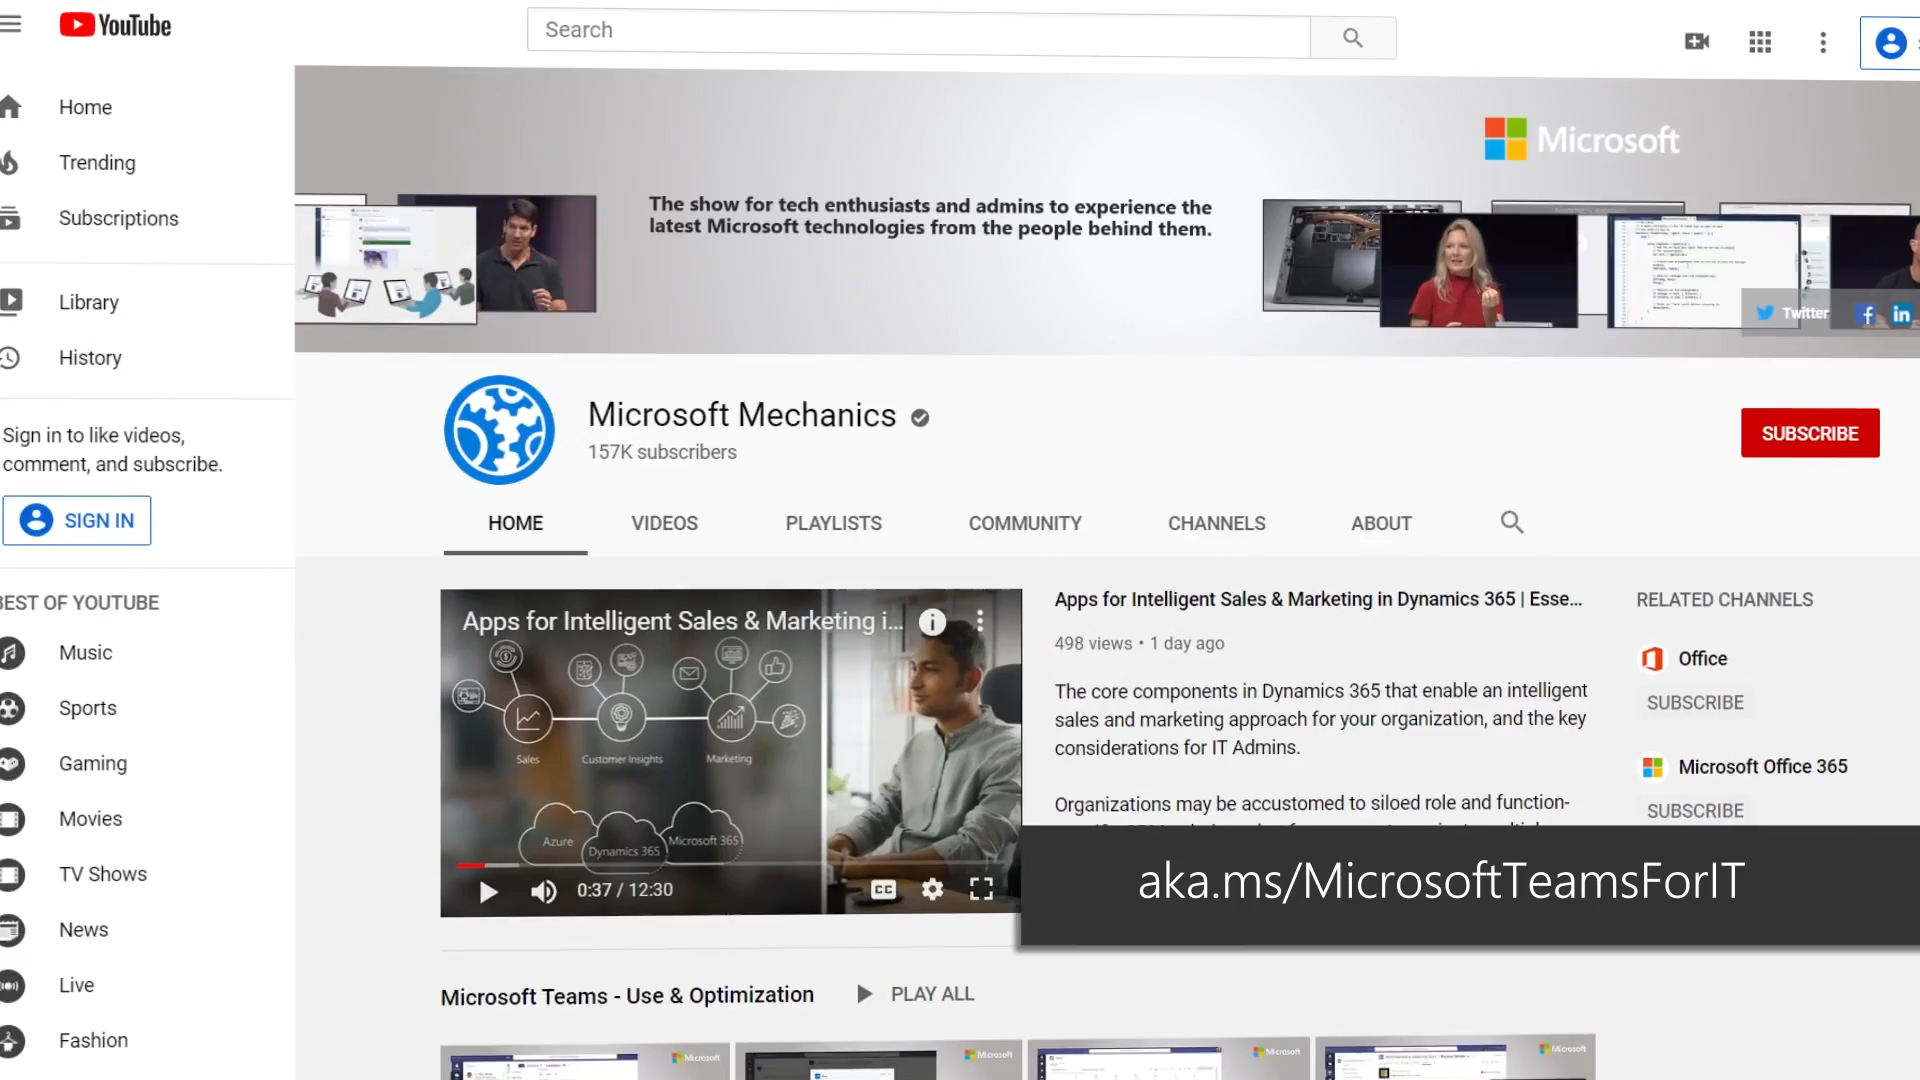 YouTube
Search
Home
Trending
Subscriptions
Library
History
Sign in to like videos,
comment, and subscribe.
SIGN IN
BEST OF YOUTUBE
Music
Sports
Gaming
Movies
TV Shows
News
Live
Fashion
Microsoft
The show for tech enthusiasts and admins to experience the
latest Microsoft technologies from the people behind them.
Twitter
Microsoft Mechanics
157K subscribers
SUBSCRIBE
HOME VIDEOS PLAYLISTS COMMUNITY CHANNELS ABOUT
Apps for Intelligent Sales & Marketing i...
Sales
Customer Insights
Marketing
Azure
Dynamics 365
Microsoft 365
0:37 / 12:30
CC
Apps for Intelligent Sales & Marketing in Dynamics 365 | Esse...
498 views • 1 day ago
The core components in Dynamics 365 that enable an intelligent
sales and marketing approach for your organization, and the key
considerations for IT Admins.
Organizations may be accustomed to siloed role and function-
RELATED CHANNELS
Office
SUBSCRIBE
Microsoft Office 365
SUBSCRIBE
aka.ms/MicrosoftTeamsForIT
Microsoft Teams - Use & Optimization PLAY ALL
Microsoft
Microsoft
Microsoft
Microsoft